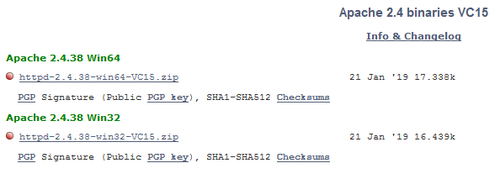 Apache 2.4 binaries VC15
Info & Changelog
Apache 2.4.38 Win64
httpd-2.4.38-win64-VC15.zip 21 Jan '19 17.338k
PGP Signature (Public PGP key), SHA1-SHA512 Checksums
Apache 2.4.38 Win32
httpd-2.4.38-win32-VC15.zip 21 Jan '19 16.439k
PGP Signature (Public PGP key), SHA1-SHA512 Checksums